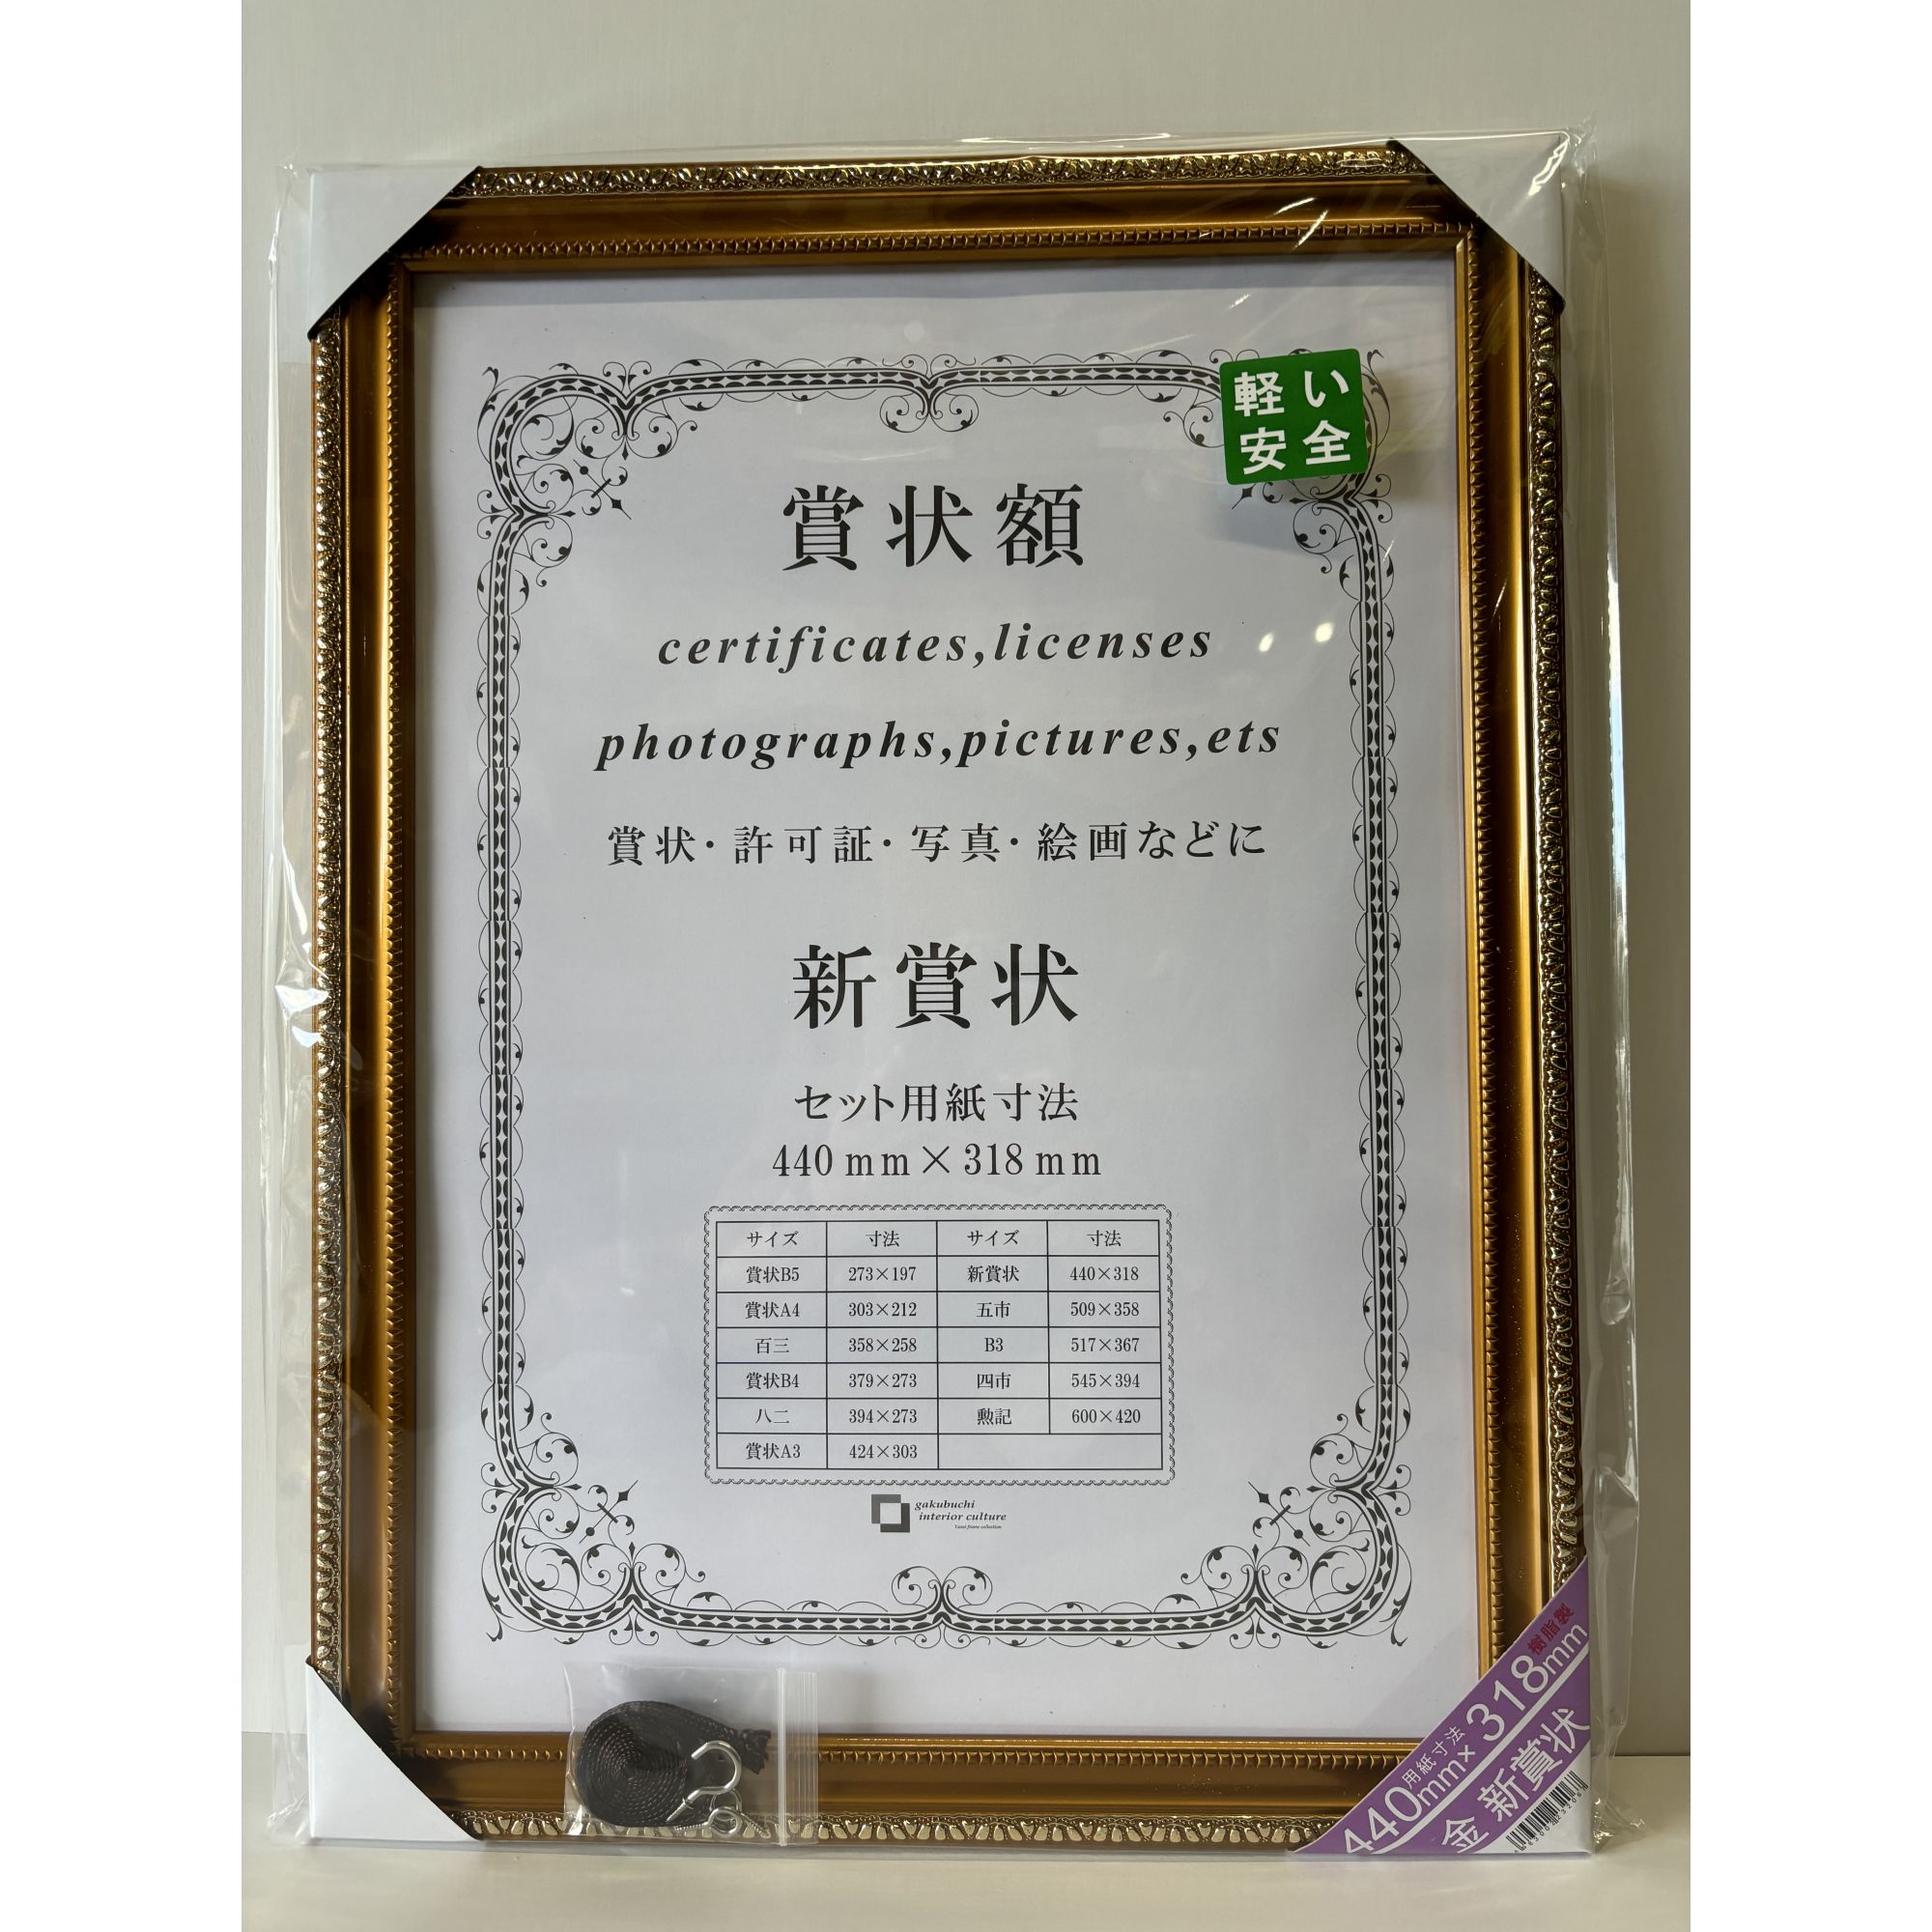 軽い
安全
賞状額
certificates,licenses
photographs,pictures,ets
賞状・許可証・写真・絵画などに
新賞状
セット用紙寸法
440mm×318mm
サイズ 寸法 サイズ 寸法
賞状B5 273×197 新賞状 440×318
賞状A4 303×212 五市 509×358
百三 358×258 B3 517×367
賞状B4 379×273 四市 545×394
八二 394×273 勲記 600×420
賞状A3 424×303
gakubuchi
interior culture
樹脂製
用紙寸法
440mm×318mm
金 新賞状